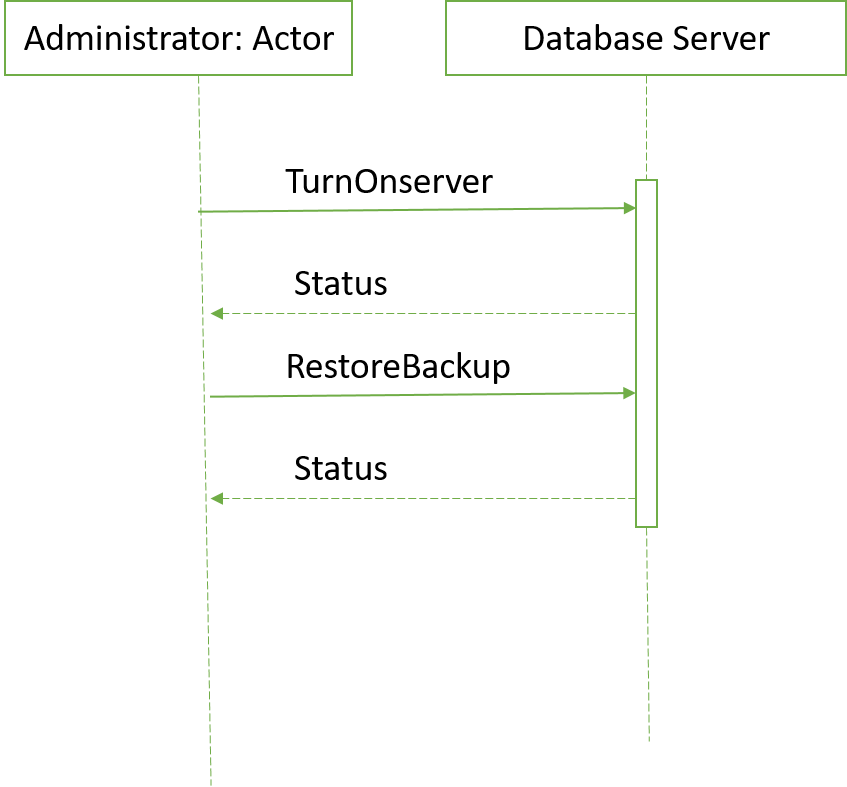 Administrator: Actor
Database Server
TurnOnserver
Status
RestoreBackup
Status